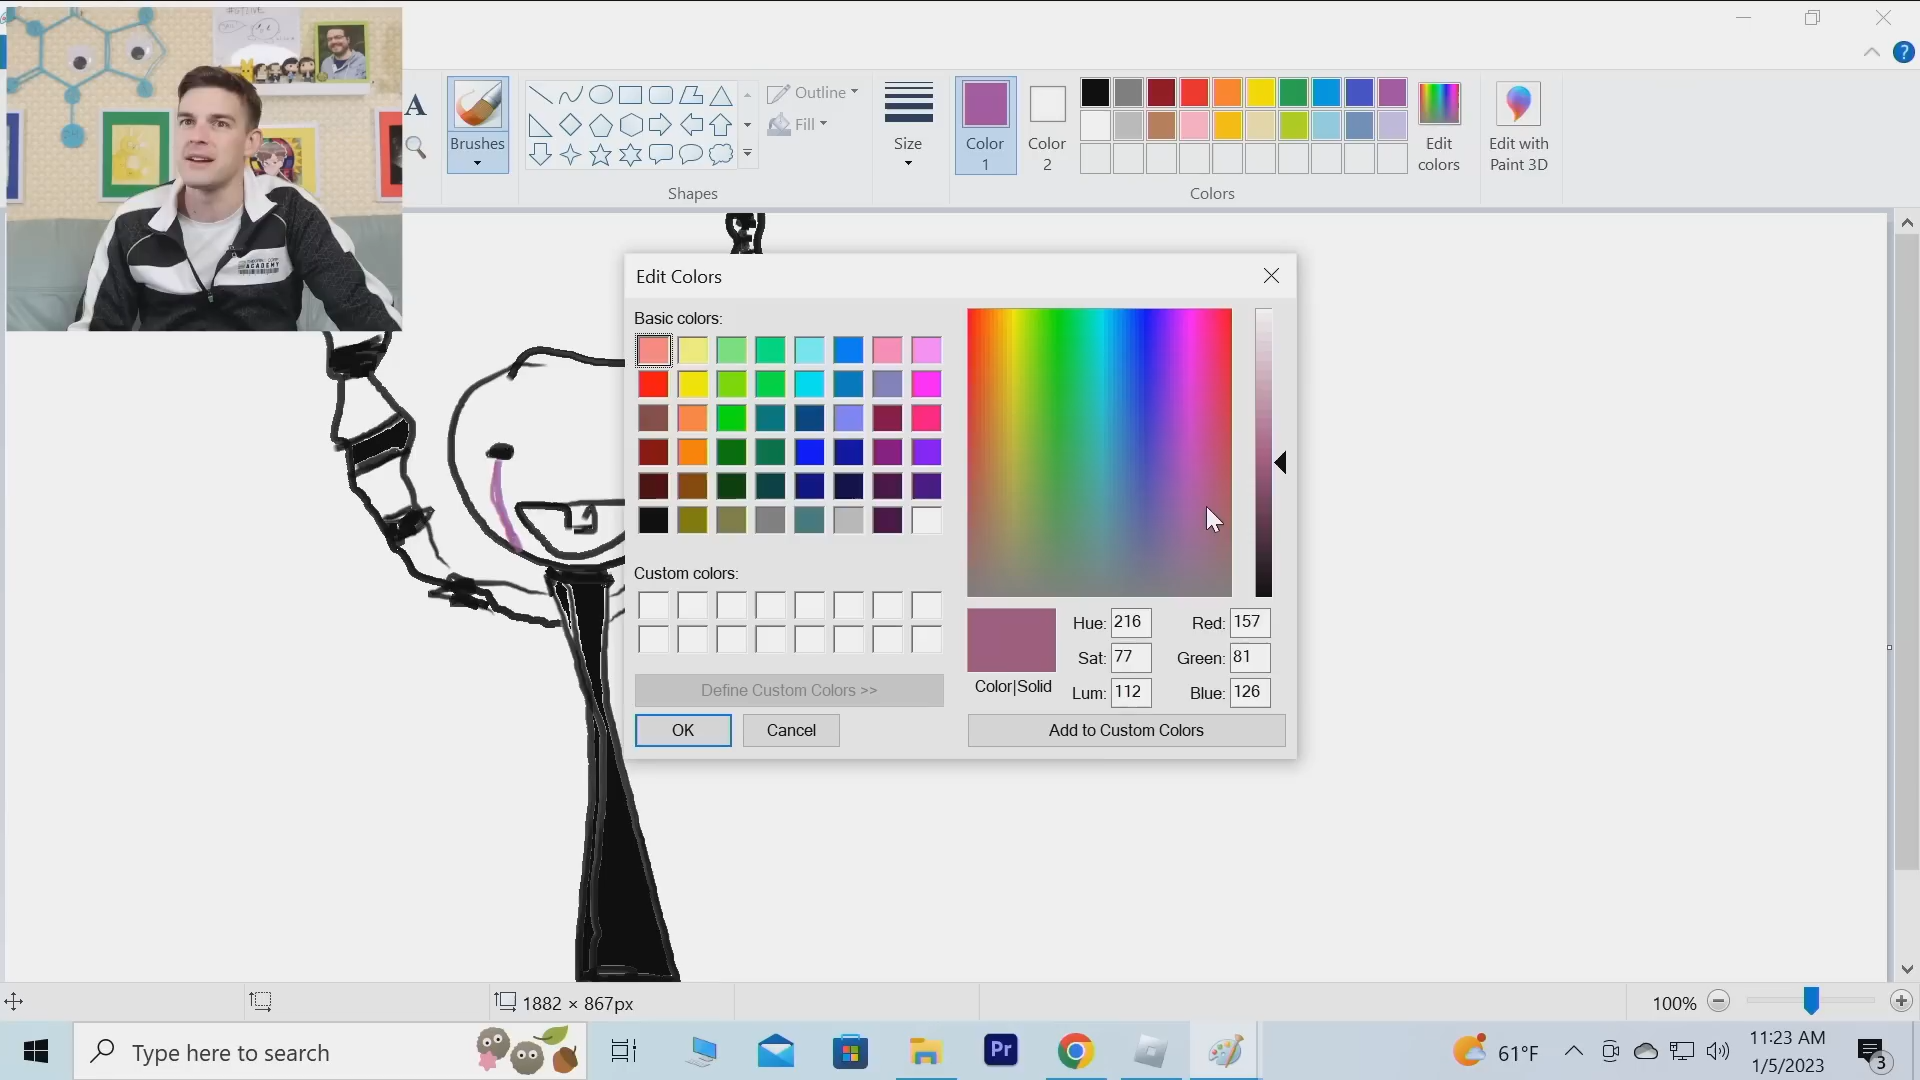 A
Brushes
Outline
Fill
Size
Color 1
Color 2
Edit colors
Edit with Paint 3D
Shapes
Colors
?
ACADEMY
Edit Colors
Basic colors:
Custom colors:
Define Custom Colors >>
OK
Cancel
Color|Solid
Hue: 216
Sat: 77
Lum: 112
Red: 157
Green: 81
Blue: 126
Add to Custom Colors
1882 × 867px
100%
Type here to search
Pr
61°F
11:23 AM
1/5/2023
3